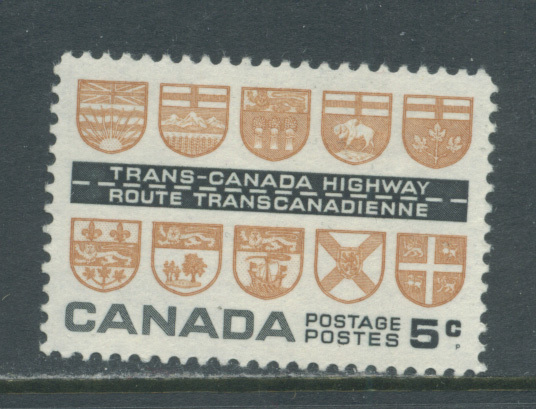 TRANS-CANADA HIGHWAY
ROUTE TRANSCANADIENNE
CANADA POSTAGE 5c
POSTES
P